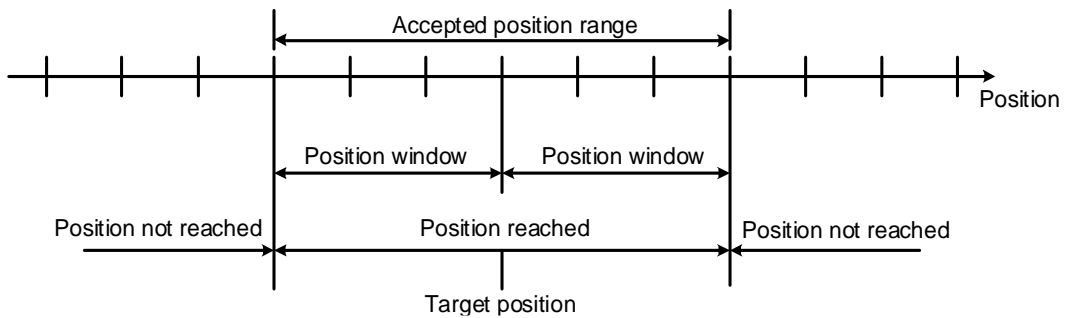 Accepted position range
Position
Position window
Position window
Position not reached
Position reached
Position not reached
Target position